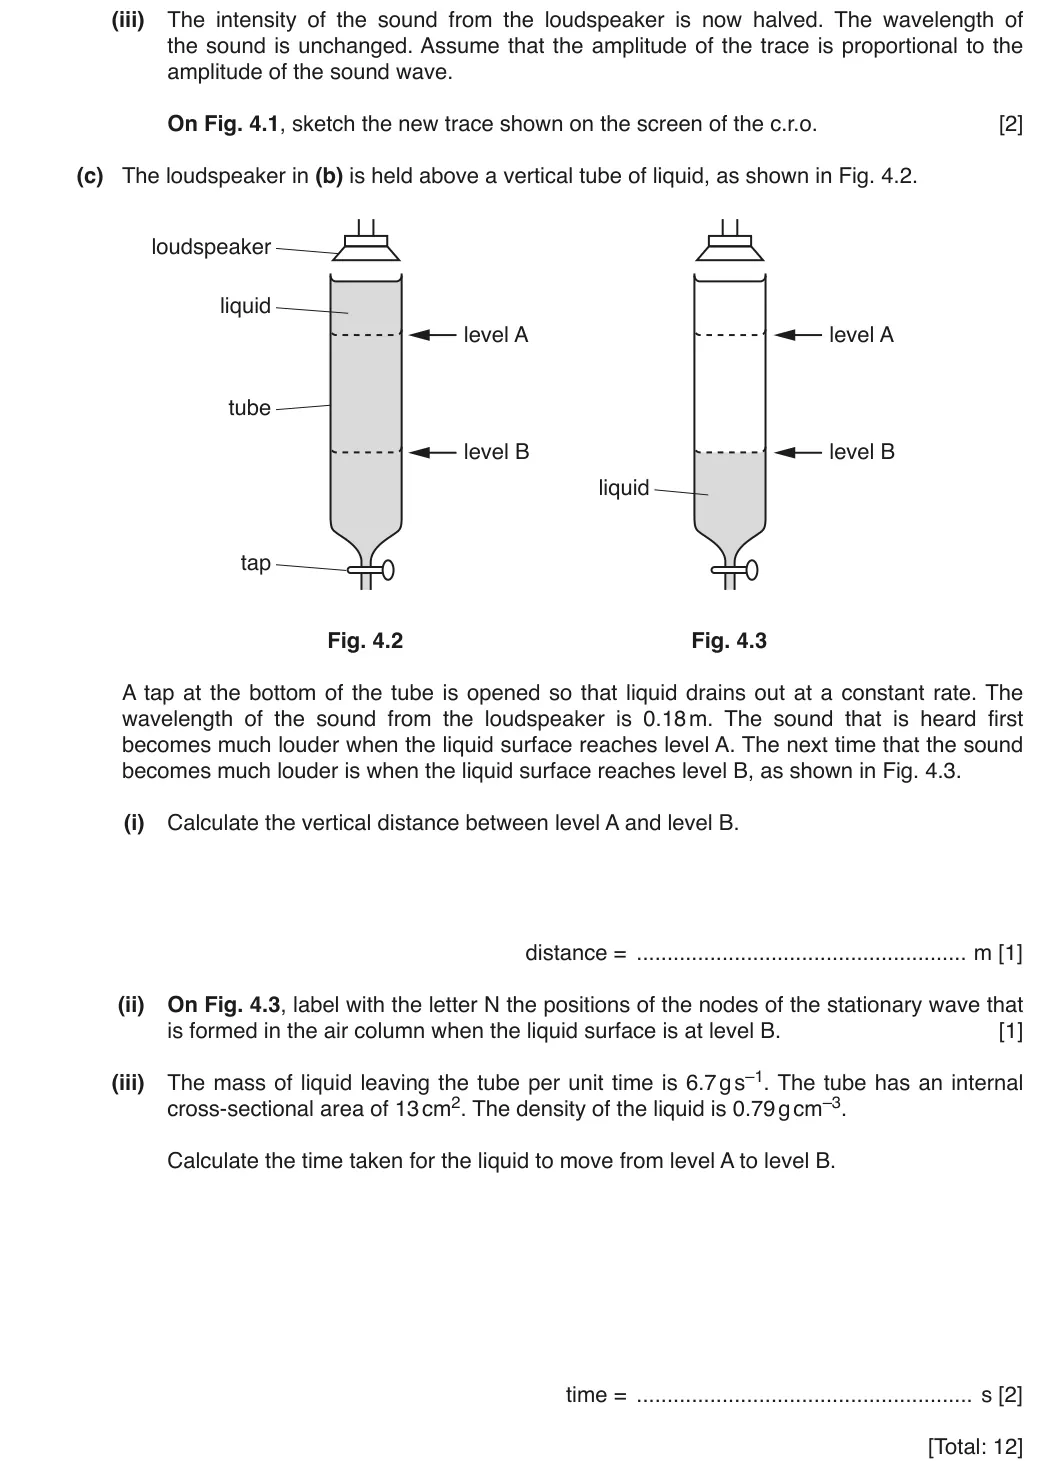 (iii) The intensity of the sound from the loudspeaker is now halved. The wavelength of
the sound is unchanged. Assume that the amplitude of the trace is proportional to the
amplitude of the sound wave.
On Fig. 4.1, sketch the new trace shown on the screen of the c.r.o. [2]
(c) The loudspeaker in (b) is held above a vertical tube of liquid, as shown in Fig. 4.2.
loudspeaker
liquid
level A
tube
level B
tap
Fig. 4.2
level A
level B
liquid
Fig. 4.3
A tap at the bottom of the tube is opened so that liquid drains out at a constant rate. The
wavelength of the sound from the loudspeaker is 0.18 m. The sound that is heard first
becomes much louder when the liquid surface reaches level A. The next time that the sound
becomes much louder is when the liquid surface reaches level B, as shown in Fig. 4.3.
(i) Calculate the vertical distance between level A and level B.
distance = ...................................................... m [1]
(ii) On Fig. 4.3, label with the letter N the positions of the nodes of the stationary wave that
is formed in the air column when the liquid surface is at level B. [1]
(iii) The mass of liquid leaving the tube per unit time is 6.7 g s⁻¹. The tube has an internal
cross-sectional area of 13 cm². The density of the liquid is 0.79 g cm⁻³.
Calculate the time taken for the liquid to move from level A to level B.
time = ....................................................... s [2]
[Total: 12]